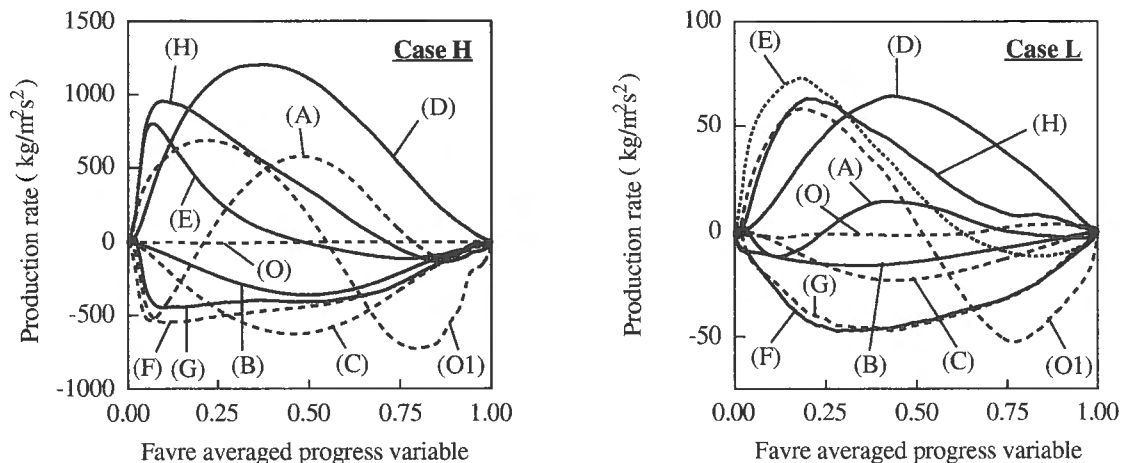 1500
1000
500
0
-500
-1000
Production rate ( kg/m²s²)
(H)
Case H
(A)
(D)
(E)
(O)
(F)
(G)
(B)
(C)
(O1)
0.00
0.25
0.50
0.75
1.00
Favre averaged progress variable
100
50
0
-50
Production rate ( kg/m²s²)
(E)
(D)
Case L
(H)
(A)
(O)
(G)
(F)
(B)
(C)
(O1)
0.00
0.25
0.50
0.75
1.00
Favre averaged progress variable